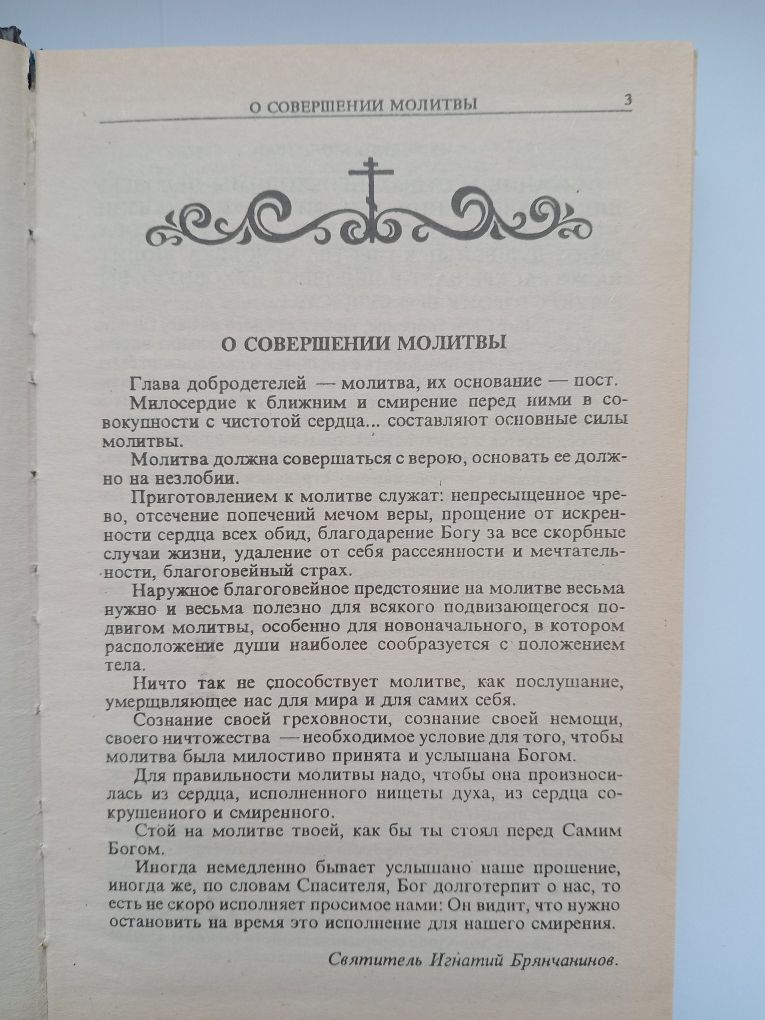 О СОВЕРШЕНИИ МОЛИТВЫ 3
О СОВЕРШЕНИИ МОЛИТВЫ
Глава добродетелей — молитва, их основание — пост.
Милосердие к ближним и смирение перед ними в со-
вокупности с чистотой сердца... составляют основные силы
молитвы.
Молитва должна совершаться с верою, основать ее долж-
но на незлобии.
Приготовлением к молитве служат: непресыщенное чре-
во, отсечение попечений мечом веры, прощение от искрен-
ности сердца всех обид, благодарение Богу за все скорбные
случаи жизни, удаление от себя рассеянности и мечтатель-
ности, благоговейный страх.
Наружное благоговейное предстояние на молитве весьма
нужно и весьма полезно для всякого подвизающегося по-
двигом молитвы, особенно для новоначального, в котором
расположение души наиболее сообразуется с положением
тела.
Ничто так не способствует молитве, как послушание,
умерщвляющее нас для мира и для самих себя.
Сознание своей греховности, сознание своей немощи,
своего ничтожества — необходимое условие для того, чтобы
молитва была милостиво принята и услышана Богом.
Для правильности молитвы надо, чтобы она произноси-
лась из сердца, исполненного нищеты духа, из сердца со-
крушенного и смиренного.
Стой на молитве твоей, как бы ты стоял перед Самим
Богом.
Иногда немедленно бывает услышано наше прошение,
иногда же, по словам Спасителя, Бог долготерпит о нас, то
есть не скоро исполняет просимое нами: Он видит, что нужно
остановить на время это исполнение для нашего смирения.
Святитель Игнатий Брянчанинов.